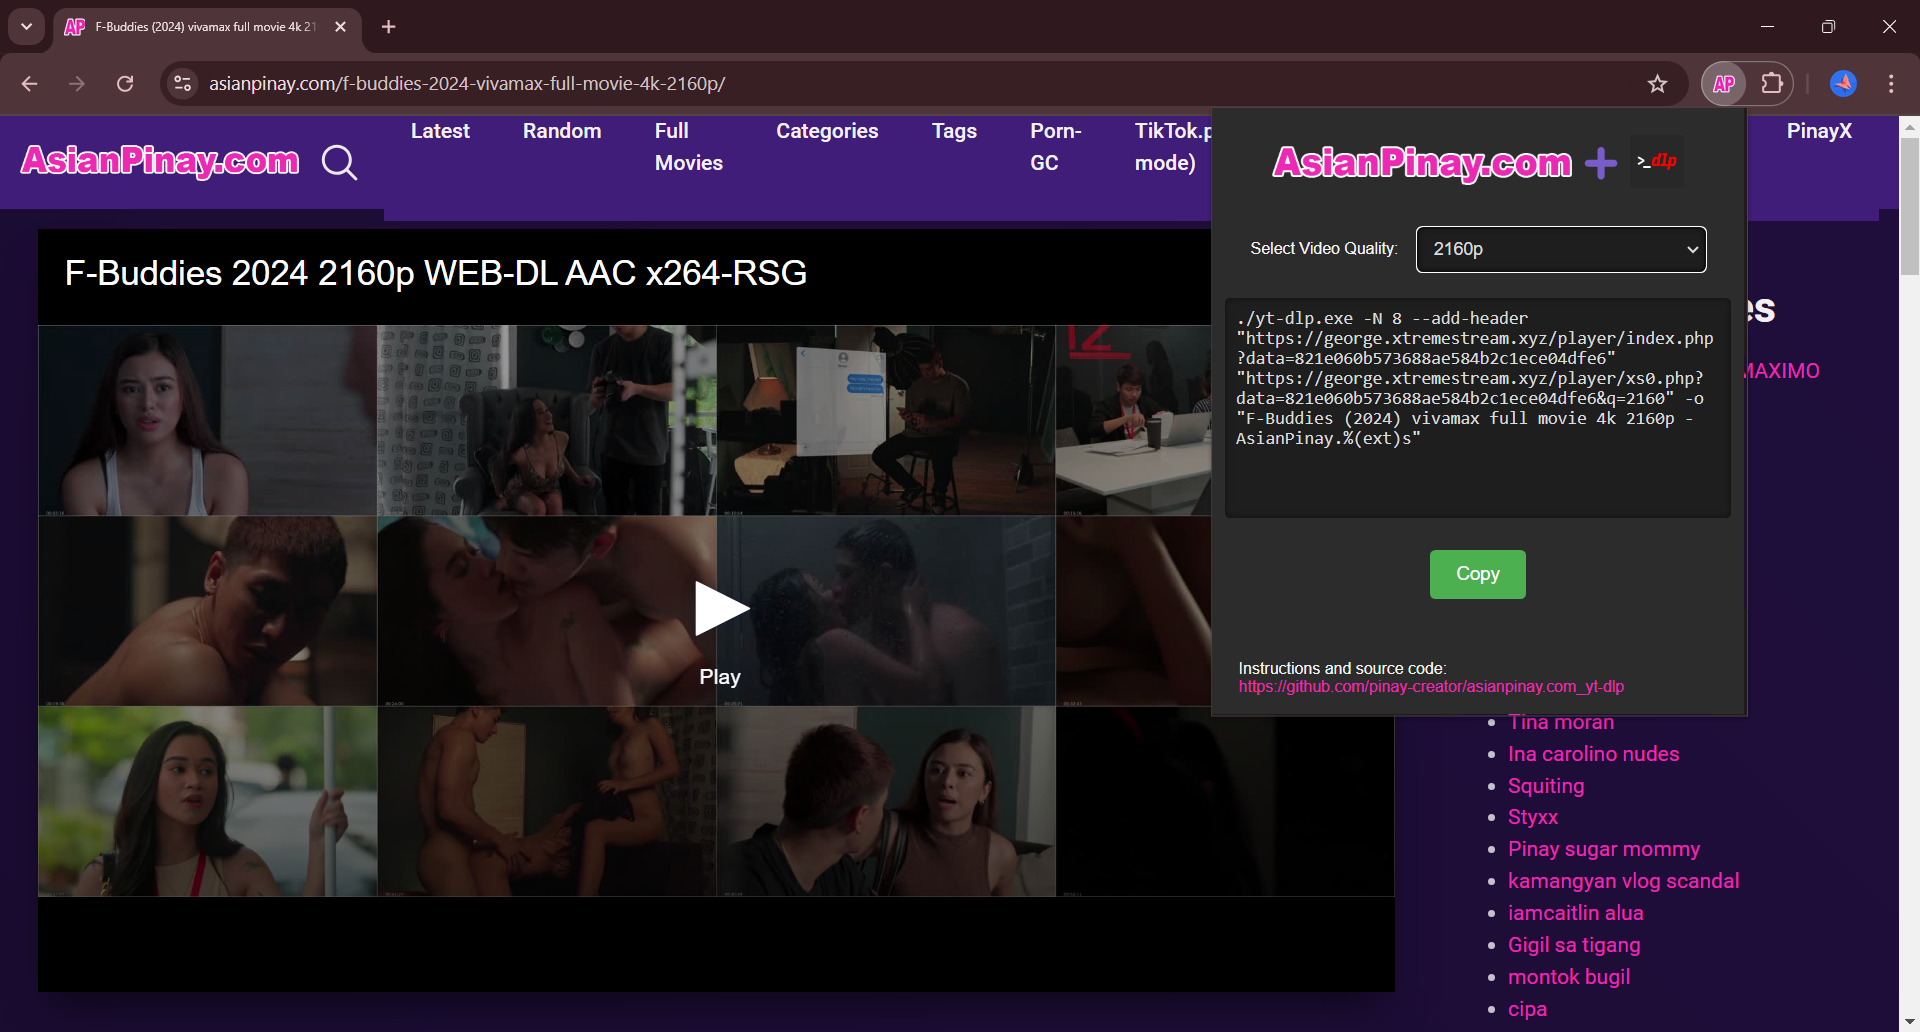 AP F-Buddies (2024) vivamax full movie 4k 21
asianpinay.com/f-buddies-2024-vivamax-full-movie-4k-2160p/
AP
AsianPinay.com
Latest
Random
Full
Movies
Categories
Tags
Porn-
GC
TikTok.p
mode)
PinayX
F-Buddies 2024 2160p WEB-DL AAC x264-RSG
12
Play
AsianPinay.com
>_dlp
Select Video Quality:
2160p
./yt-dlp.exe -N 8 --add-header
"https://george.xtremestream.xyz/player/index.php
?data=821e060b573688ae584b2c1ece04dfe6"
"https://george.xtremestream.xyz/player/xs0.php?
data=821e060b573688ae584b2c1ece04dfe6&q=2160" -o
"F-Buddies (2024) vivamax full movie 4k 2160p -
AsianPinay.%(ext)s"
Copy
Instructions and source code:
https://github.com/pinay-creator/asianpinay.com_yt-dlp
es
MAXIMO
Tina moran
Ina carolino nudes
Squiting
Styxx
Pinay sugar mommy
kamangyan vlog scandal
iamcaitlin alua
Gigil sa tigang
montok bugil
cipa